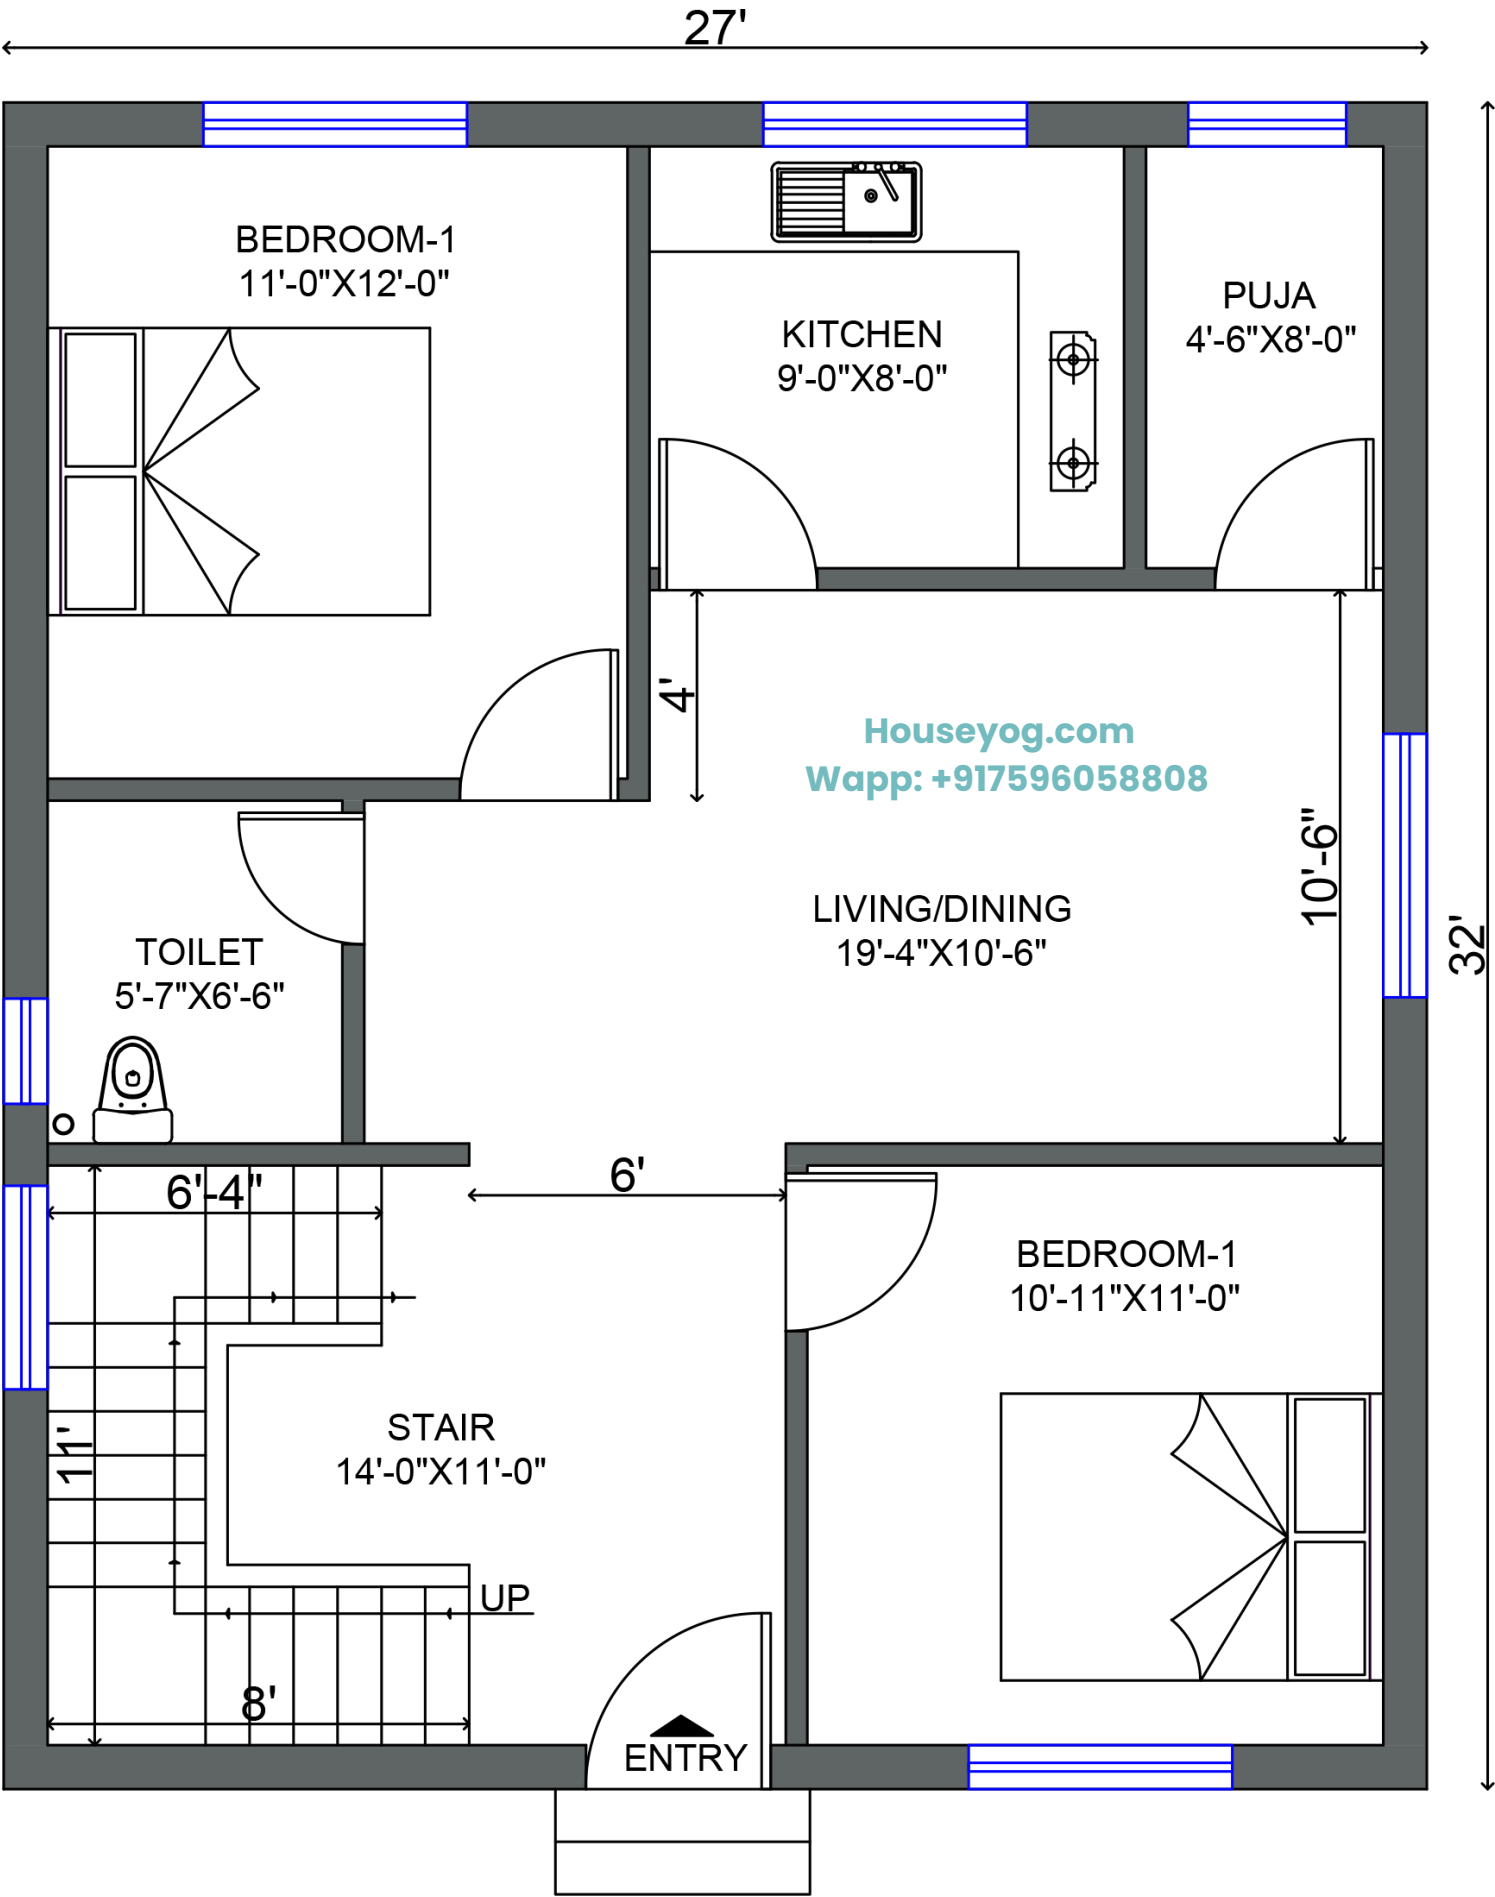 27'
BEDROOM-1
11'-0"X12'-0"
KITCHEN
9'-0"X8'-0"
PUJA
4'-6"X8'-0"
4'
Houseyog.com
Wapp: +917596058808
10'-6"
32'
LIVING/DINING
19'-4"X10'-6"
TOILET
5'-7"X6'-6"
6'-4"
6'
BEDROOM-1
10'-11"X11'-0"
11'
STAIR
14'-0"X11'-0"
UP
8'
ENTRY